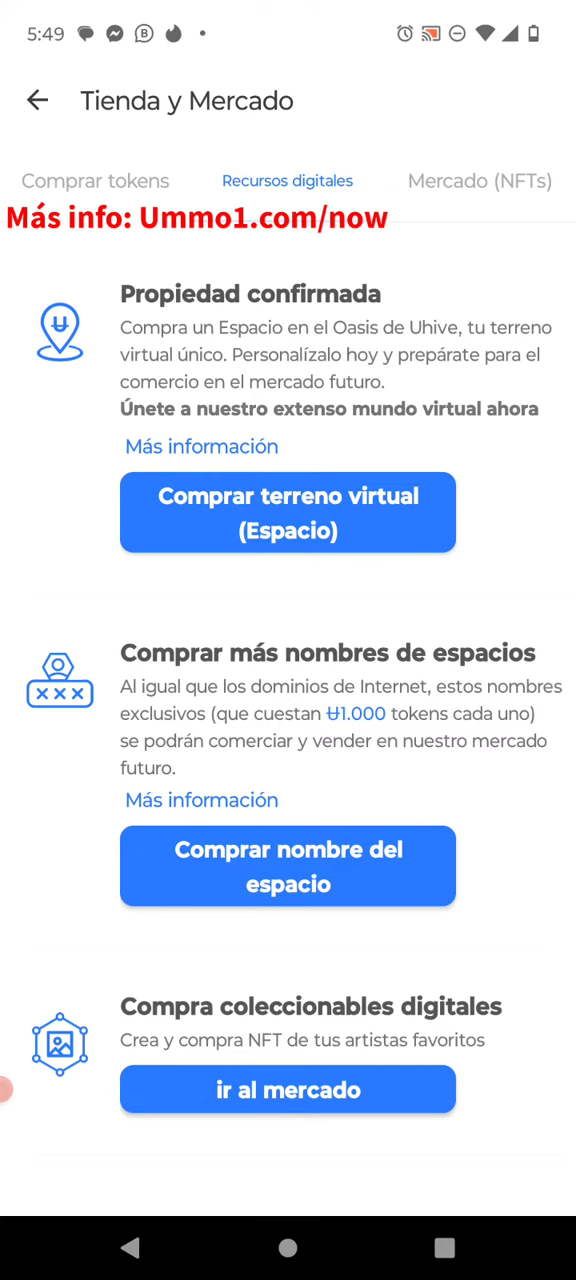 5:49
Tienda y Mercado
Comprar tokens Recursos digitales Mercado (NFTs)
Más info: Ummo1.com/now
Propiedad confirmada
Compra un Espacio en el Oasis de Uhive, tu terreno
virtual único. Personalízalo hoy y prepárate para el
comercio en el mercado futuro.
Únete a nuestro extenso mundo virtual ahora
Más información
Comprar terreno virtual
(Espacio)
Comprar más nombres de espacios
Al igual que los dominios de Internet, estos nombres
exclusivos (que cuestan Ʉ1.000 tokens cada uno)
se podrán comerciar y vender en nuestro mercado
futuro.
Más información
Comprar nombre del
espacio
Compra coleccionables digitales
Crea y compra NFT de tus artistas favoritos
ir al mercado